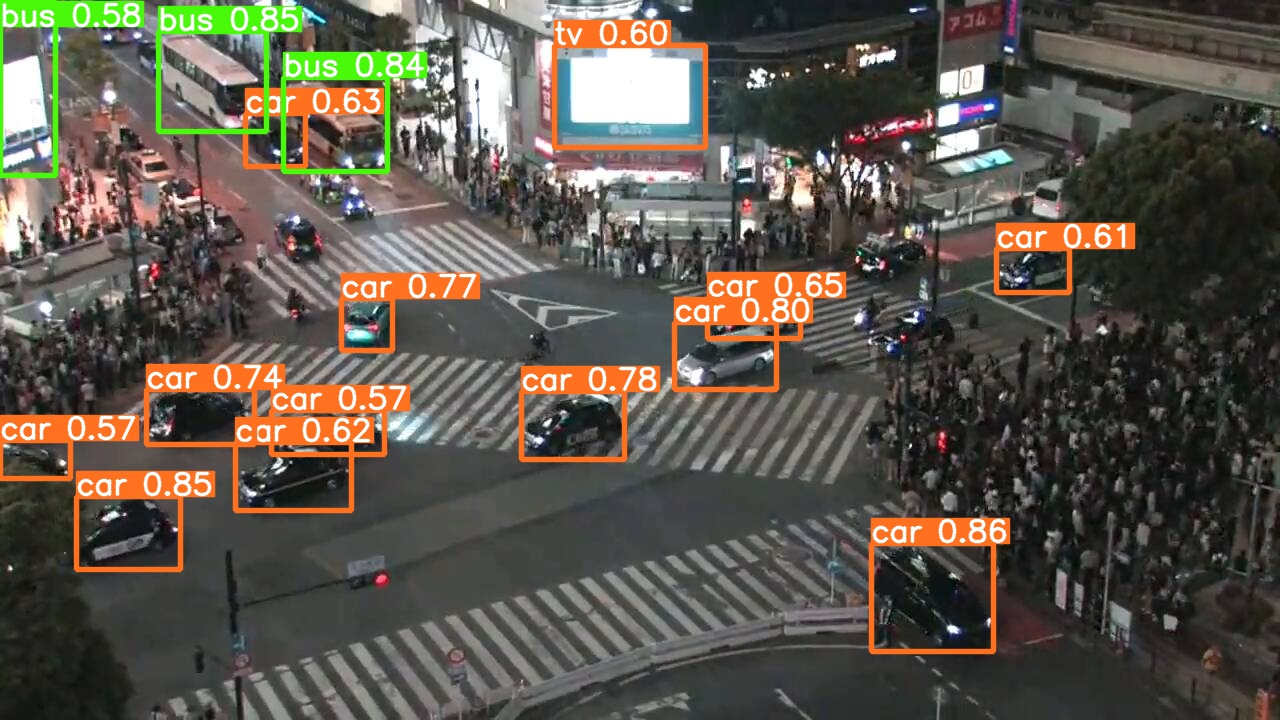 bus 0.58
bus 0.85
bus 0.84
tv 0.60
car 0.63
アコム
car 0.61
car 0.77
car 0.65
car 0.80
car 0.74
car 0.78
car 0.57
car 0.57
car 0.62
car 0.85
car 0.86